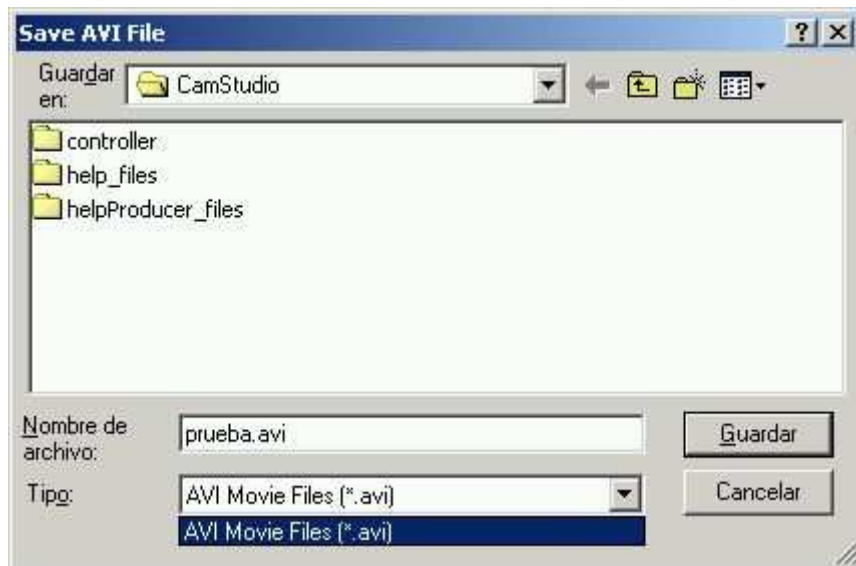 Save AVI File
Guardar
en:
CamStudio
controller
help_files
helpProducer_files
Nombre de
archivo:
prueba.avi
Guardar
Tipo:
AVI Movie Files (*.avi)
Cancelar
AVI Movie Files (*.avi)